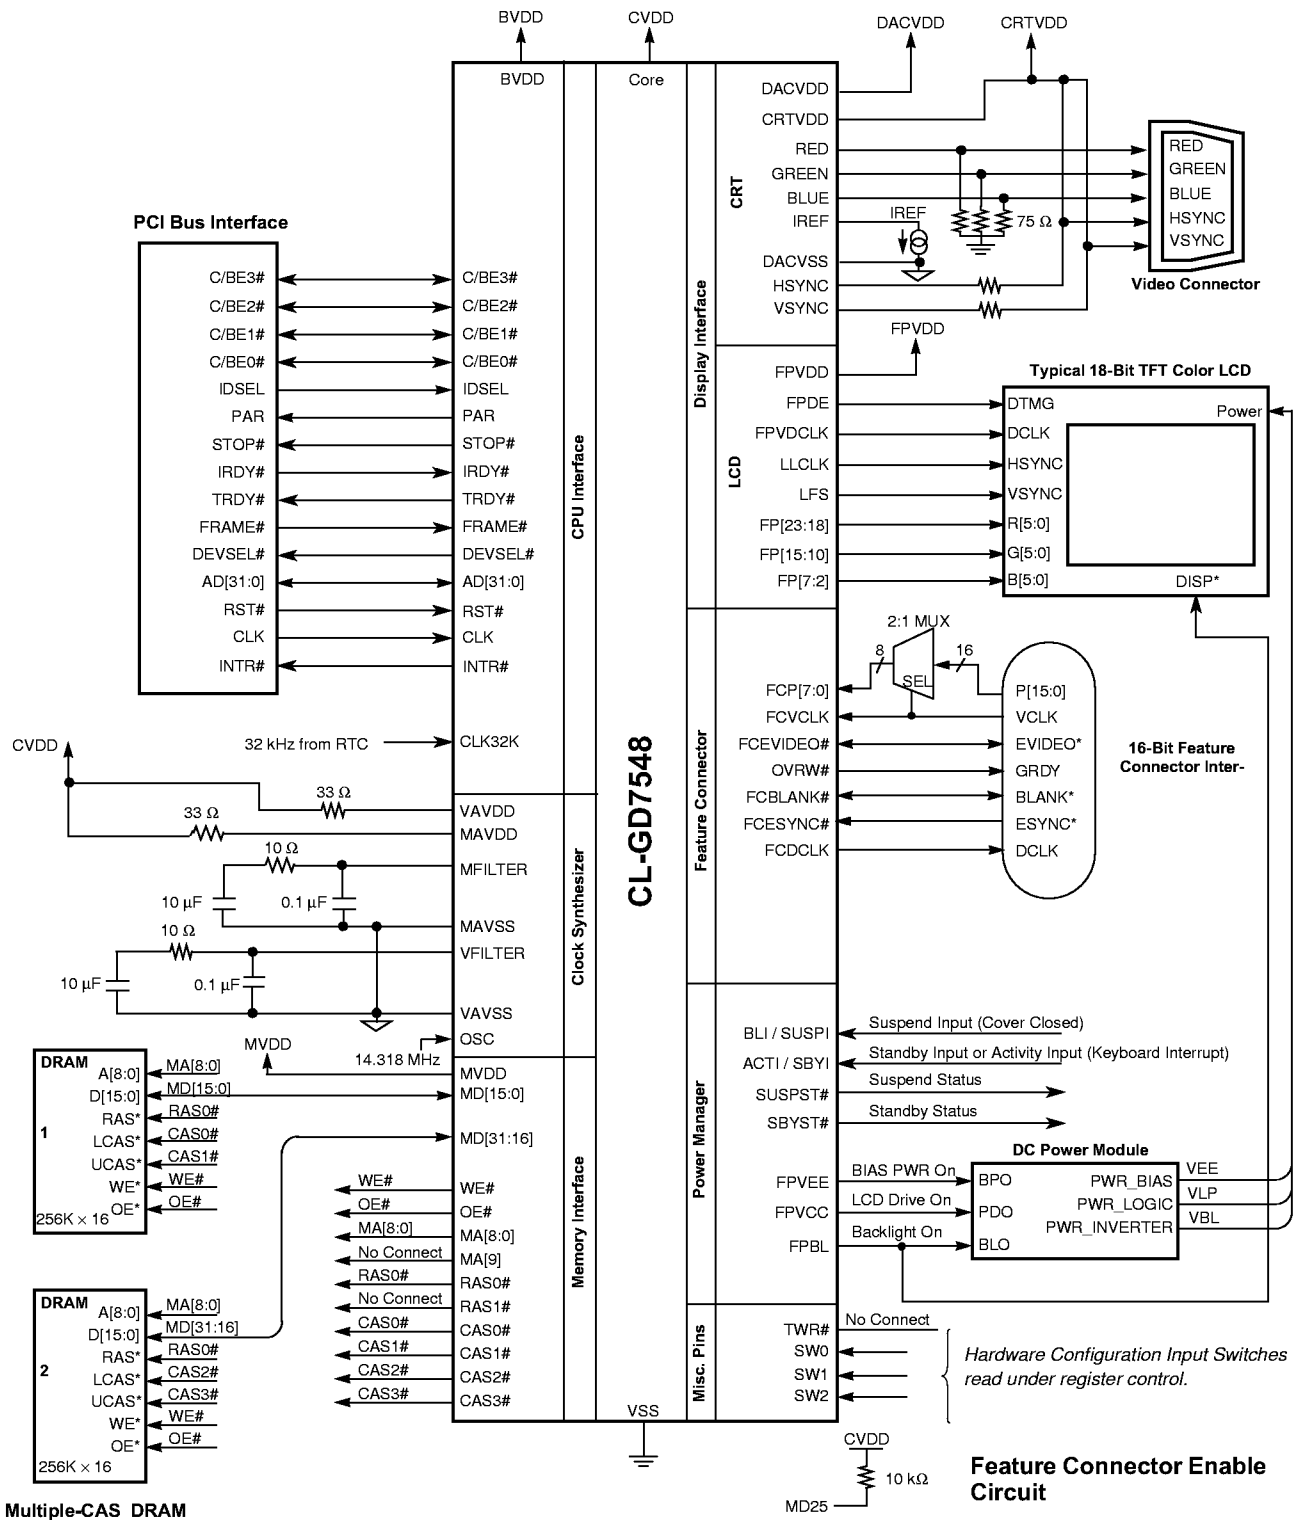 BVDD
CVDD
DACVDD
CRTVDD
BVDD
Core
CL-GD7548
VSS
PCI Bus Interface
C/BE3#
C/BE2#
C/BE1#
C/BE0#
IDSEL
PAR
STOP#
IRDY#
TRDY#
FRAME#
DEVSEL#
AD[31:0]
RST#
CLK
INTR#
CPU Interface
C/BE3#
C/BE2#
C/BE1#
C/BE0#
IDSEL
PAR
STOP#
IRDY#
TRDY#
FRAME#
DEVSEL#
AD[31:0]
RST#
CLK
INTR#
32 kHz from RTC
CLK32K
CVDD
33 Ω
33 Ω
10 Ω
10 µF
0.1 µF
10 Ω
10 µF
0.1 µF
14.318 MHz
Clock Synthesizer
VAVDD
MAVDD
MFILTER
MAVSS
VFILTER
VAVSS
OSC
MVDD
Memory Interface
MVDD
MD[15:0]
MD[31:16]
WE#
WE#
OE#
OE#
MA[8:0]
MA[8:0]
No Connect
MA[9]
RAS0#
RAS0#
No Connect
RAS1#
CAS0#
CAS0#
CAS1#
CAS1#
CAS2#
CAS2#
CAS3#
CAS3#
DRAM
1
A[8:0]
MA[8:0]
D[15:0]
MD[15:0]
RAS*
RAS0#
LCAS*
CAS0#
UCAS*
CAS1#
WE*
WE#
OE*
OE#
256K × 16
DRAM
2
A[8:0]
MA[8:0]
D[15:0]
MD[31:16]
RAS*
RAS0#
LCAS*
CAS2#
UCAS*
CAS3#
WE*
WE#
OE*
OE#
256K × 16
Multiple-CAS DRAM
Display Interface
CRT
DACVDD
CRTVDD
RED
GREEN
BLUE
IREF
IREF
DACVSS
HSYNC
VSYNC
75 Ω
RED
GREEN
BLUE
HSYNC
VSYNC
Video Connector
FPVDD
LCD
FPVDD
FPDE
FPVDCLK
LLCLK
LFS
FP[23:18]
FP[15:10]
FP[7:2]
Typical 18-Bit TFT Color LCD
DTMG
Power
DCLK
HSYNC
VSYNC
R[5:0]
G[5:0]
B[5:0]
DISP*
Feature Connector
2:1 MUX
8
16
SEL
FCP[7:0]
FCVCLK
FCEVIDEO#
OVRW#
FCBLANK#
FCESYNC#
FCDCLK
P[15:0]
VCLK
EVIDEO*
GRDY
BLANK*
ESYNC*
DCLK
16-Bit Feature
Connector Inter-
Power Manager
BLI / SUSPI
Suspend Input (Cover Closed)
ACTI / SBYI
Standby Input or Activity Input (Keyboard Interrupt)
SUSPST#
Suspend Status
SBYST#
Standby Status
FPVEE
BIAS PWR On
FPVCC
LCD Drive On
FPBL
Backlight On
DC Power Module
BPO
PDO
BLO
PWR_BIAS
PWR_LOGIC
PWR_INVERTER
VEE
VLP
VBL
Misc. Pins
TWR#
No Connect
SW0
SW1
SW2
Hardware Configuration Input Switches
read under register control.
CVDD
10 kΩ
MD25
Feature Connector Enable
Circuit